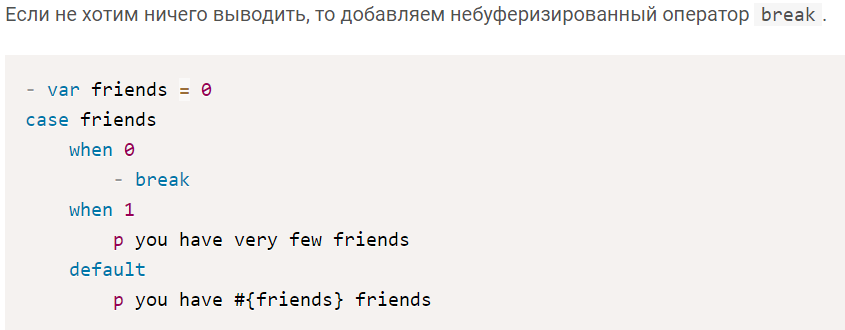 Если не хотим ничего выводить, то добавляем небуферизированный оператор break .
- var friends = 0
case friends
    when 0
        - break
    when 1
        p you have very few friends
    default
        p you have #{friends} friends